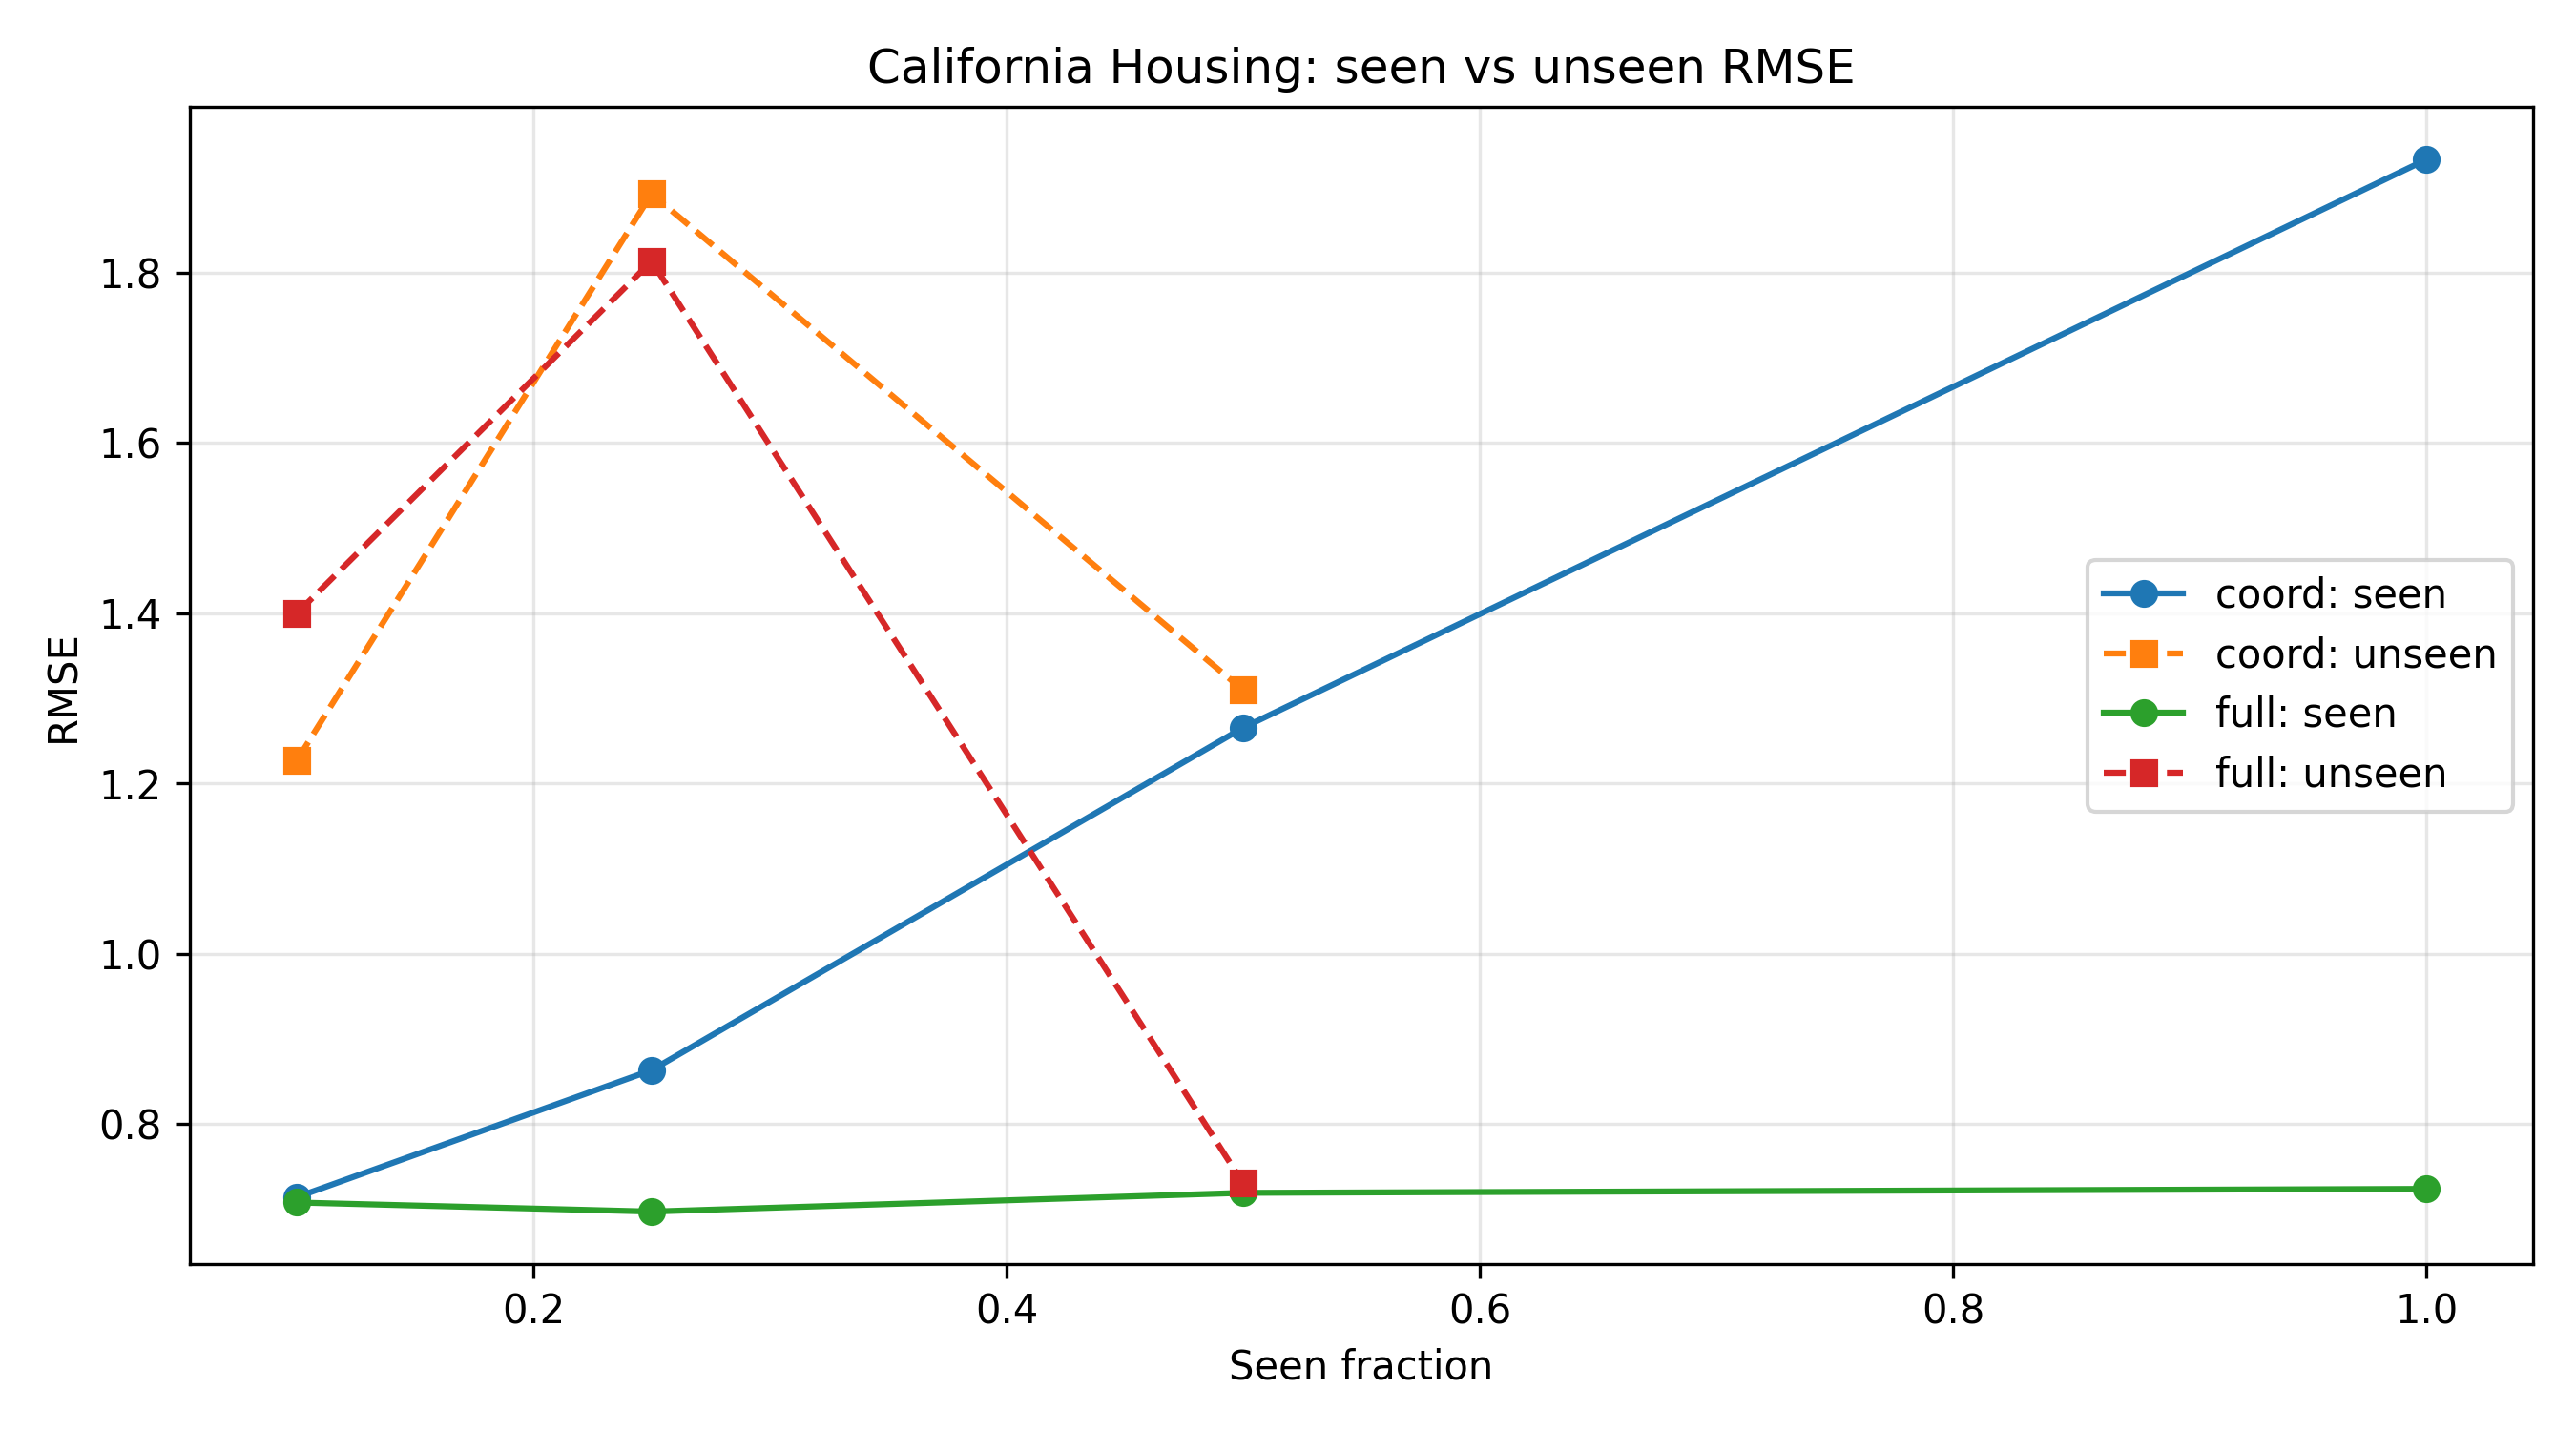 California Housing: seen vs unseen RMSE
RMSE
1.8
1.6
1.4
1.2
1.0
0.8
coord: seen
coord: unseen
full: seen
full: unseen
0.2 0.4 0.6 0.8 1.0
Seen fraction